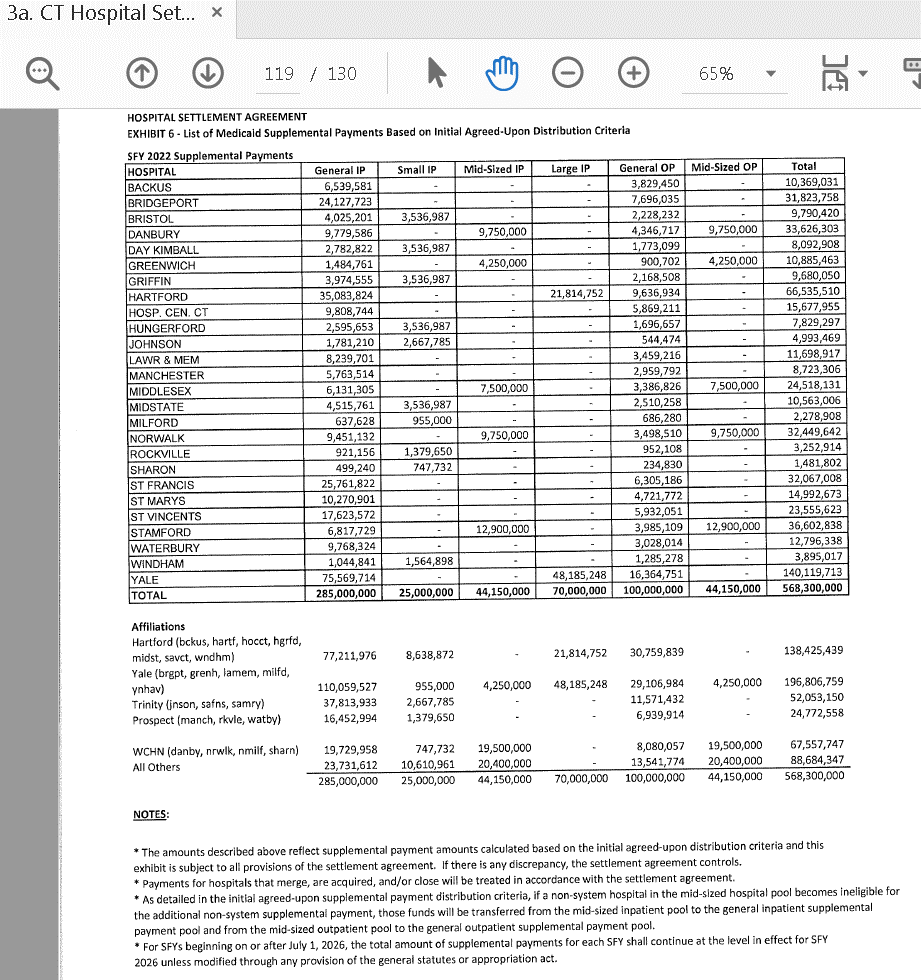 3a. CT Hospital Set... ×
119 / 130 65%
HOSPITAL SETTLEMENT AGREEMENT
EXHIBIT 6 - List of Medicaid Supplemental Payments Based on Initial Agreed-Upon Distribution Criteria
SFY 2022 Supplemental Payments
HOSPITAL General IP Small IP Mid-Sized IP Large IP General OP Mid-Sized OP Total
BACKUS 6,539,581 - - - 3,829,450 - 10,369,031
BRIDGEPORT 24,127,723 - - - 7,696,035 - 31,823,758
BRISTOL 4,025,201 3,536,987 - - 2,228,232 - 9,790,420
DANBURY 9,779,586 - 9,750,000 - 4,346,717 9,750,000 33,626,303
DAY KIMBALL 2,782,822 3,536,987 - - 1,773,099 - 8,092,908
GREENWICH 1,484,761 - 4,250,000 - 900,702 4,250,000 10,885,463
GRIFFIN 3,974,555 3,536,987 - - 2,168,508 - 9,680,050
HARTFORD 35,083,824 - - 21,814,752 9,636,934 - 66,535,510
HOSP. CEN. CT 9,808,744 - - - 5,869,211 - 15,677,955
HUNGERFORD 2,595,653 3,536,987 - - 1,696,657 - 7,829,297
JOHNSON 1,781,210 2,667,785 - - 544,474 - 4,993,469
LAWR & MEM 8,239,701 - - - 3,459,216 - 11,698,917
MANCHESTER 5,763,514 - - - 2,959,792 - 8,723,306
MIDDLESEX 6,131,305 - 7,500,000 - 3,386,826 7,500,000 24,518,131
MIDSTATE 4,515,761 3,536,987 - - 2,510,258 - 10,563,006
MILFORD 637,628 955,000 - - 686,280 - 2,278,908
NORWALK 9,451,132 - 9,750,000 - 3,498,510 9,750,000 32,449,642
ROCKVILLE 921,156 1,379,650 - - 952,108 - 3,252,914
SHARON 499,240 747,732 - - 234,830 - 1,481,802
ST FRANCIS 25,761,822 - - - 6,305,186 - 32,067,008
ST MARYS 10,270,901 - - - 4,721,772 - 14,992,673
ST VINCENTS 17,623,572 - - - 5,932,051 - 23,555,623
STAMFORD 6,817,729 - 12,900,000 - 3,985,109 12,900,000 36,602,838
WATERBURY 9,768,324 - - - 3,028,014 - 12,796,338
WINDHAM 1,044,841 1,564,898 - - 1,285,278 - 3,895,017
YALE 75,569,714 - - 48,185,248 16,364,751 - 140,119,713
TOTAL 285,000,000 25,000,000 44,150,000 70,000,000 100,000,000 44,150,000 568,300,000
Affiliations
Hartford (bckus, hartf, hocct, hgrfd,
midst, savct, wndhm) 77,211,976 8,638,872 - 21,814,752 30,759,839 - 138,425,439
Yale (brgpt, grenh, lamem, milfd,
ynhav) 110,059,527 955,000 4,250,000 48,185,248 29,106,984 4,250,000 196,806,759
Trinity (jnson, safns, samry) 37,813,933 2,667,785 - - 11,571,432 - 52,053,150
Prospect (manch, rkvle, watby) 16,452,994 1,379,650 - - 6,939,914 - 24,772,558
WCHN (danby, nrwlk, nmilf, sharn) 19,729,958 747,732 19,500,000 - 8,080,057 19,500,000 67,557,747
All Others 23,731,612 10,610,961 20,400,000 - 13,541,774 20,400,000 88,684,347
285,000,000 25,000,000 44,150,000 70,000,000 100,000,000 44,150,000 568,300,000
NOTES:
* The amounts described above reflect supplemental payment amounts calculated based on the initial agreed-upon distribution criteria and this
exhibit is subject to all provisions of the settlement agreement. If there is any discrepancy, the settlement agreement controls.
* Payments for hospitals that merge, are acquired, and/or close will be treated in accordance with the settlement agreement.
* As detailed in the initial agreed-upon supplemental payment distribution criteria, if a non-system hospital in the mid-sized hospital pool becomes ineligible for
the additional non-system supplemental payment, those funds will be transferred from the mid-sized inpatient pool to the general inpatient supplemental
payment pool and from the mid-sized outpatient pool to the general outpatient supplemental payment pool.
* For SFYs beginning on or after July 1, 2026, the total amount of supplemental payments for each SFY shall continue at the level in effect for SFY
2026 unless modified through any provision of the general statutes or appropriation act.